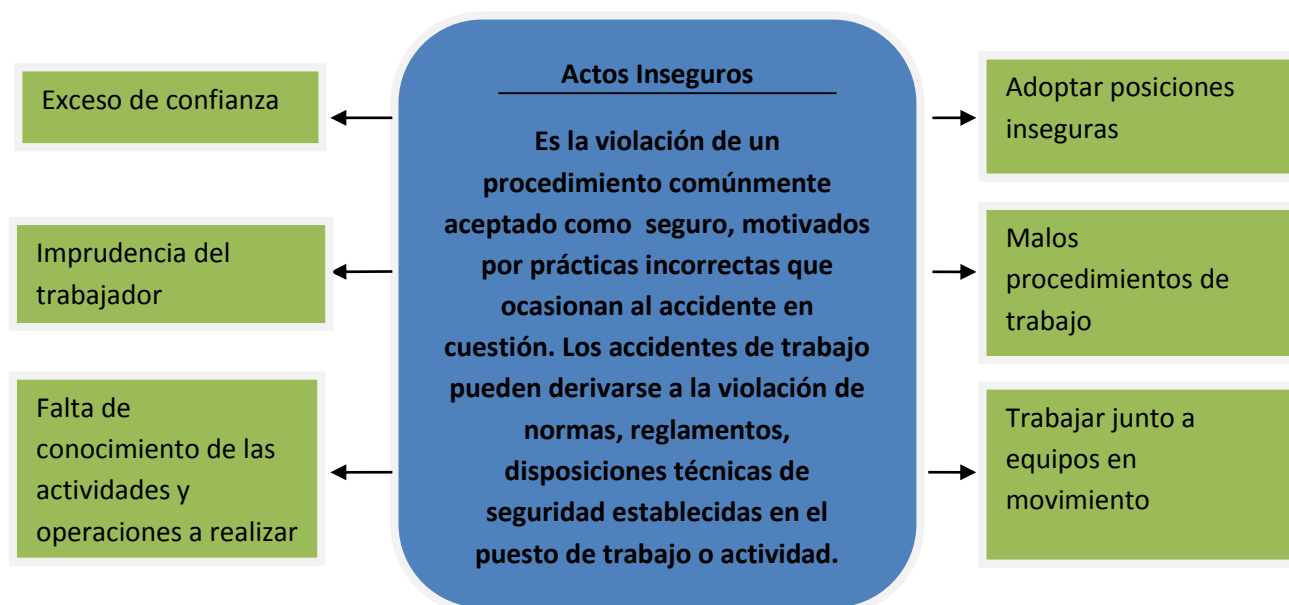 Actos Inseguros
Es la violación de un
procedimiento comúnmente
aceptado como  seguro, motivados
por prácticas incorrectas que
ocasionan al accidente en
cuestión. Los accidentes de trabajo
pueden derivarse a la violación de
normas, reglamentos,
disposiciones técnicas de
seguridad establecidas en el
puesto de trabajo o actividad.
Exceso de confianza
Imprudencia del
trabajador
Falta de
conocimiento de las
actividades y
operaciones a realizar
Adoptar posiciones
inseguras
Malos
procedimientos de
trabajo
Trabajar junto a
equipos en
movimiento